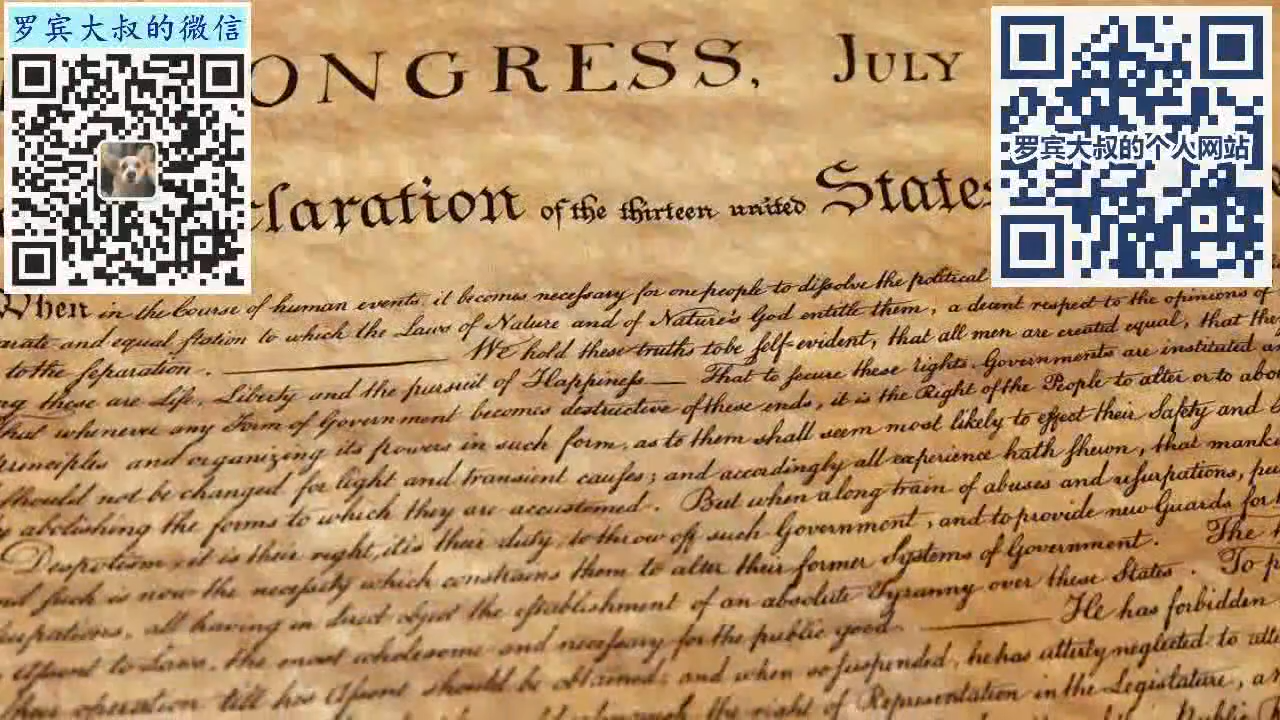 罗宾大叔的微信
ONGRESS, JULY
罗宾大叔的个人网站
claration of the thirteen united States
When in the Course of human events, it becomes necessary for one people to dissolve the political
arate and equal station to which the Laws of Nature and of Nature's God entitle them, a decent respect to the opinions of
to the separation. — We hold these truths to be self-evident, that all men are created equal, that the
ng these are Life, Liberty and the pursuit of Happiness — That to secure these rights, Governments are instituted a
That whenever any Form of Government becomes destructive of these ends, it is the Right of the People to alter or to abo
principles and organizing its powers in such form, as to them shall seem most likely to effect their Safety and
should not be changed for light and transient causes; and accordingly all experience hath shewn, that mank
y abolishing the forms to which they are accustomed. But when a long train of abuses and usurpations, pu
Despotism, it is their right, it is their duty, to throw off such Government, and to provide new Guards for
such is now the necessity which constrains them to alter their former Systems of Government. The
usurpations, all having in direct object the establishment of an absolute Tyranny over these States. To p
Assent to Laws, the most wholesome and necessary for the public good. — He has forbidden
their operation till his Assent should be obtained; and when so suspended, he has utterly neglected to
the right of Representation in the Legislature, a